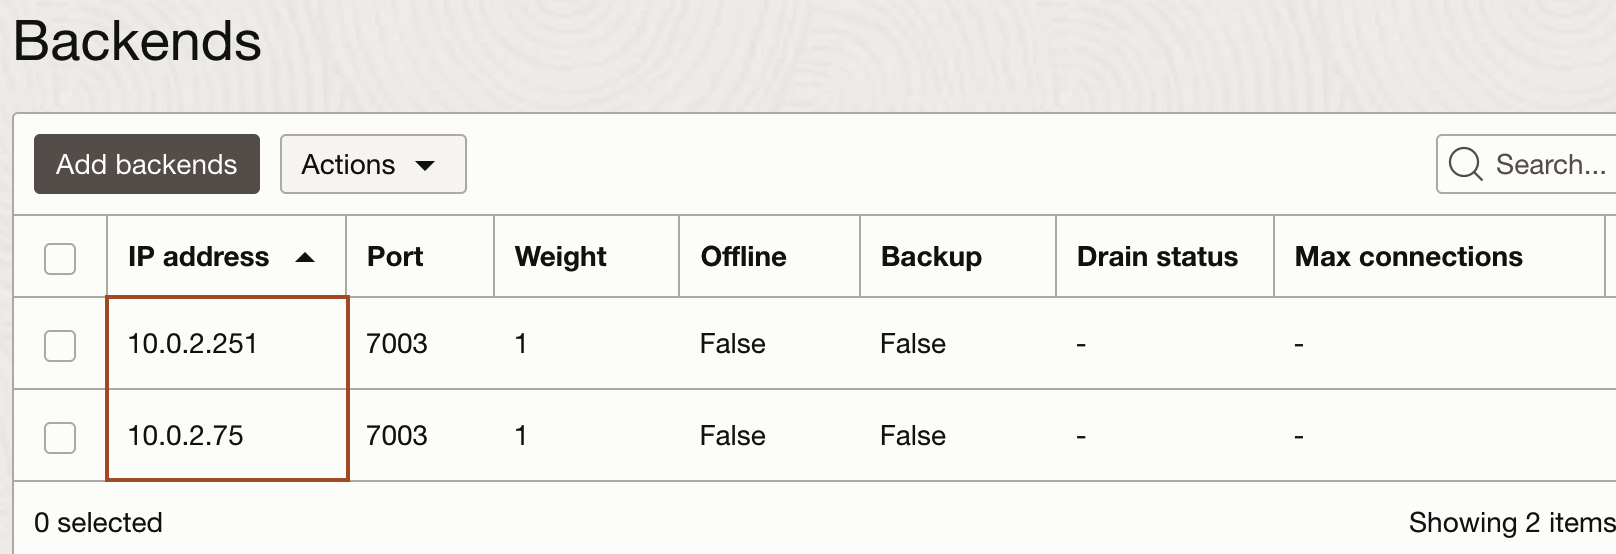 Backends
Add backends Actions Search...
IP address Port Weight Offline Backup Drain status Max connections
10.0.2.251 7003 1 False False - -
10.0.2.75 7003 1 False False - -
0 selected Showing 2 items